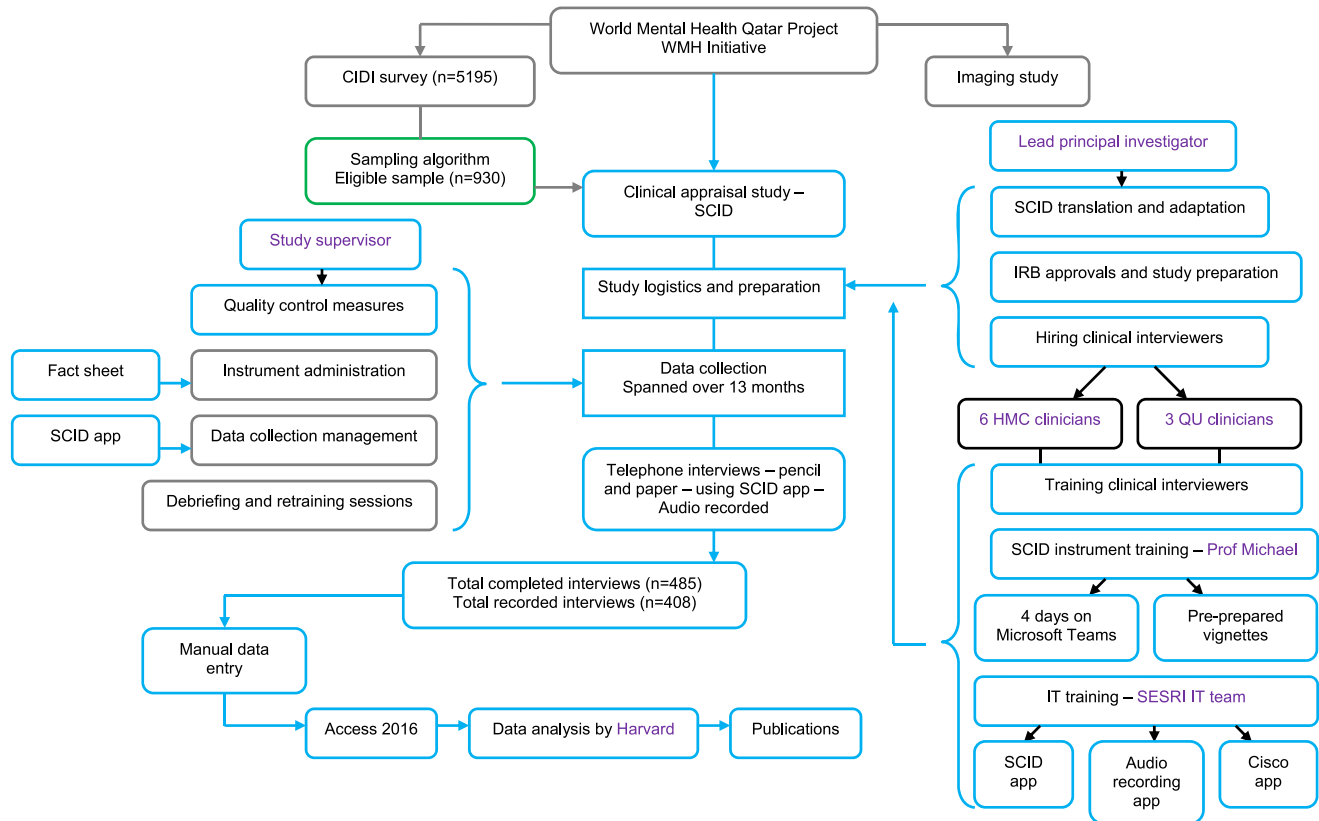 World Mental Health Qatar Project
WMH Initiative
CIDI survey (n=5195)
Imaging study
Sampling algorithm
Eligible sample (n=930)
Clinical appraisal study –
SCID
Lead principal investigator
SCID translation and adaptation
IRB approvals and study preparation
Hiring clinical interviewers
6 HMC clinicians
3 QU clinicians
Training clinical interviewers
SCID instrument training – Prof Michael
4 days on
Microsoft Teams
Pre-prepared
vignettes
IT training – SESRI IT team
SCID
app
Audio
recording
app
Cisco
app
Study logistics and preparation
Study supervisor
Quality control measures
Fact sheet
Instrument administration
SCID app
Data collection management
Debriefing and retraining sessions
Data collection
Spanned over 13 months
Telephone interviews – pencil
and paper – using SCID app –
Audio recorded
Total completed interviews (n=485)
Total recorded interviews (n=408)
Manual data
entry
Access 2016
Data analysis by Harvard
Publications